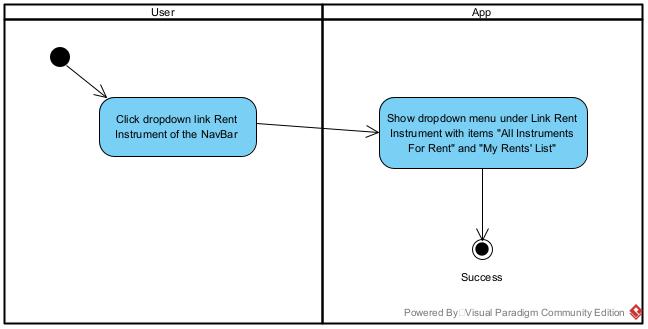 User
App
Click dropdown link Rent
Instrument of the NavBar
Show dropdown menu under Link Rent
Instrument with items "All Instruments
For Rent" and "My Rents' List"
Success
Powered By Visual Paradigm Community Edition